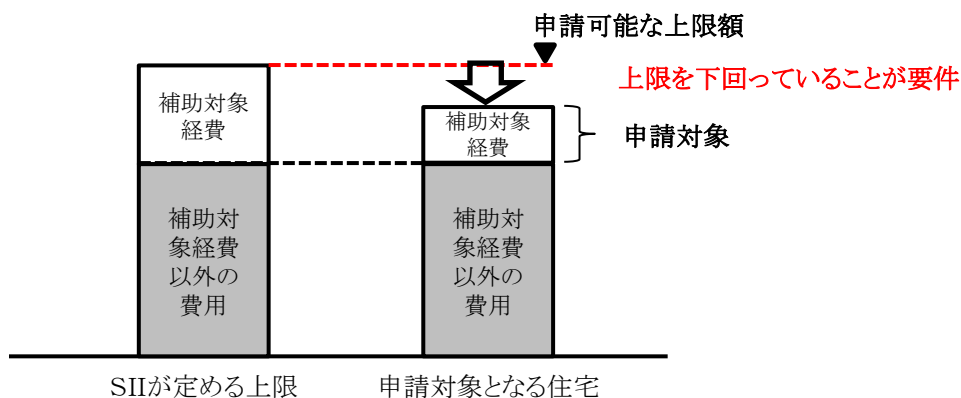 申請可能な上限額
上限を下回っていることが要件
補助対象
経費
補助対象
経費
申請対象
補助対
象経費
以外の
費用
補助対
象経費
以外の
費用
SIIが定める上限
申請対象となる住宅